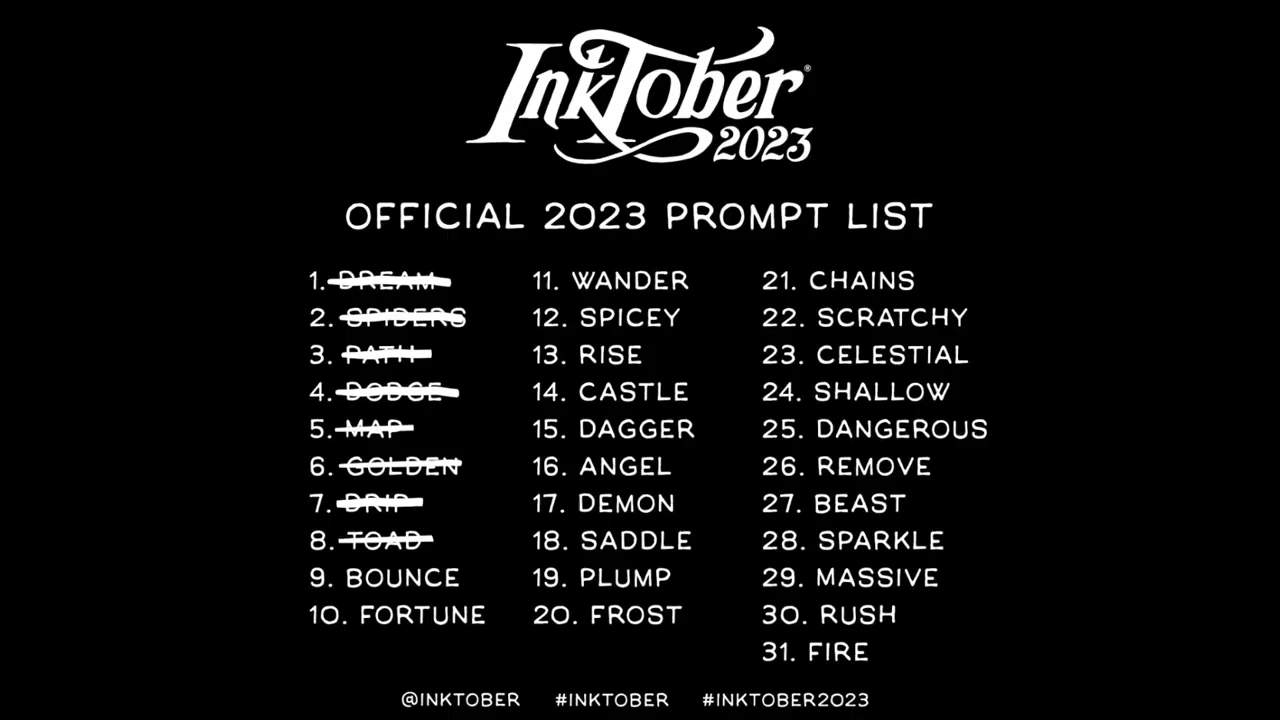 InkTober®
2023
OFFICIAL 2023 PROMPT LIST
1. DREAM
2. SPIDERS
3. PATH
4. DODGE
5. MAP
6. GOLDEN
7. DRIP
8. TOAD
9. BOUNCE
10. FORTUNE
11. WANDER
12. SPICEY
13. RISE
14. CASTLE
15. DAGGER
16. ANGEL
17. DEMON
18. SADDLE
19. PLUMP
20. FROST
21. CHAINS
22. SCRATCHY
23. CELESTIAL
24. SHALLOW
25. DANGEROUS
26. REMOVE
27. BEAST
28. SPARKLE
29. MASSIVE
30. RUSH
31. FIRE
@INKTOBER #INKTOBER #INKTOBER2023